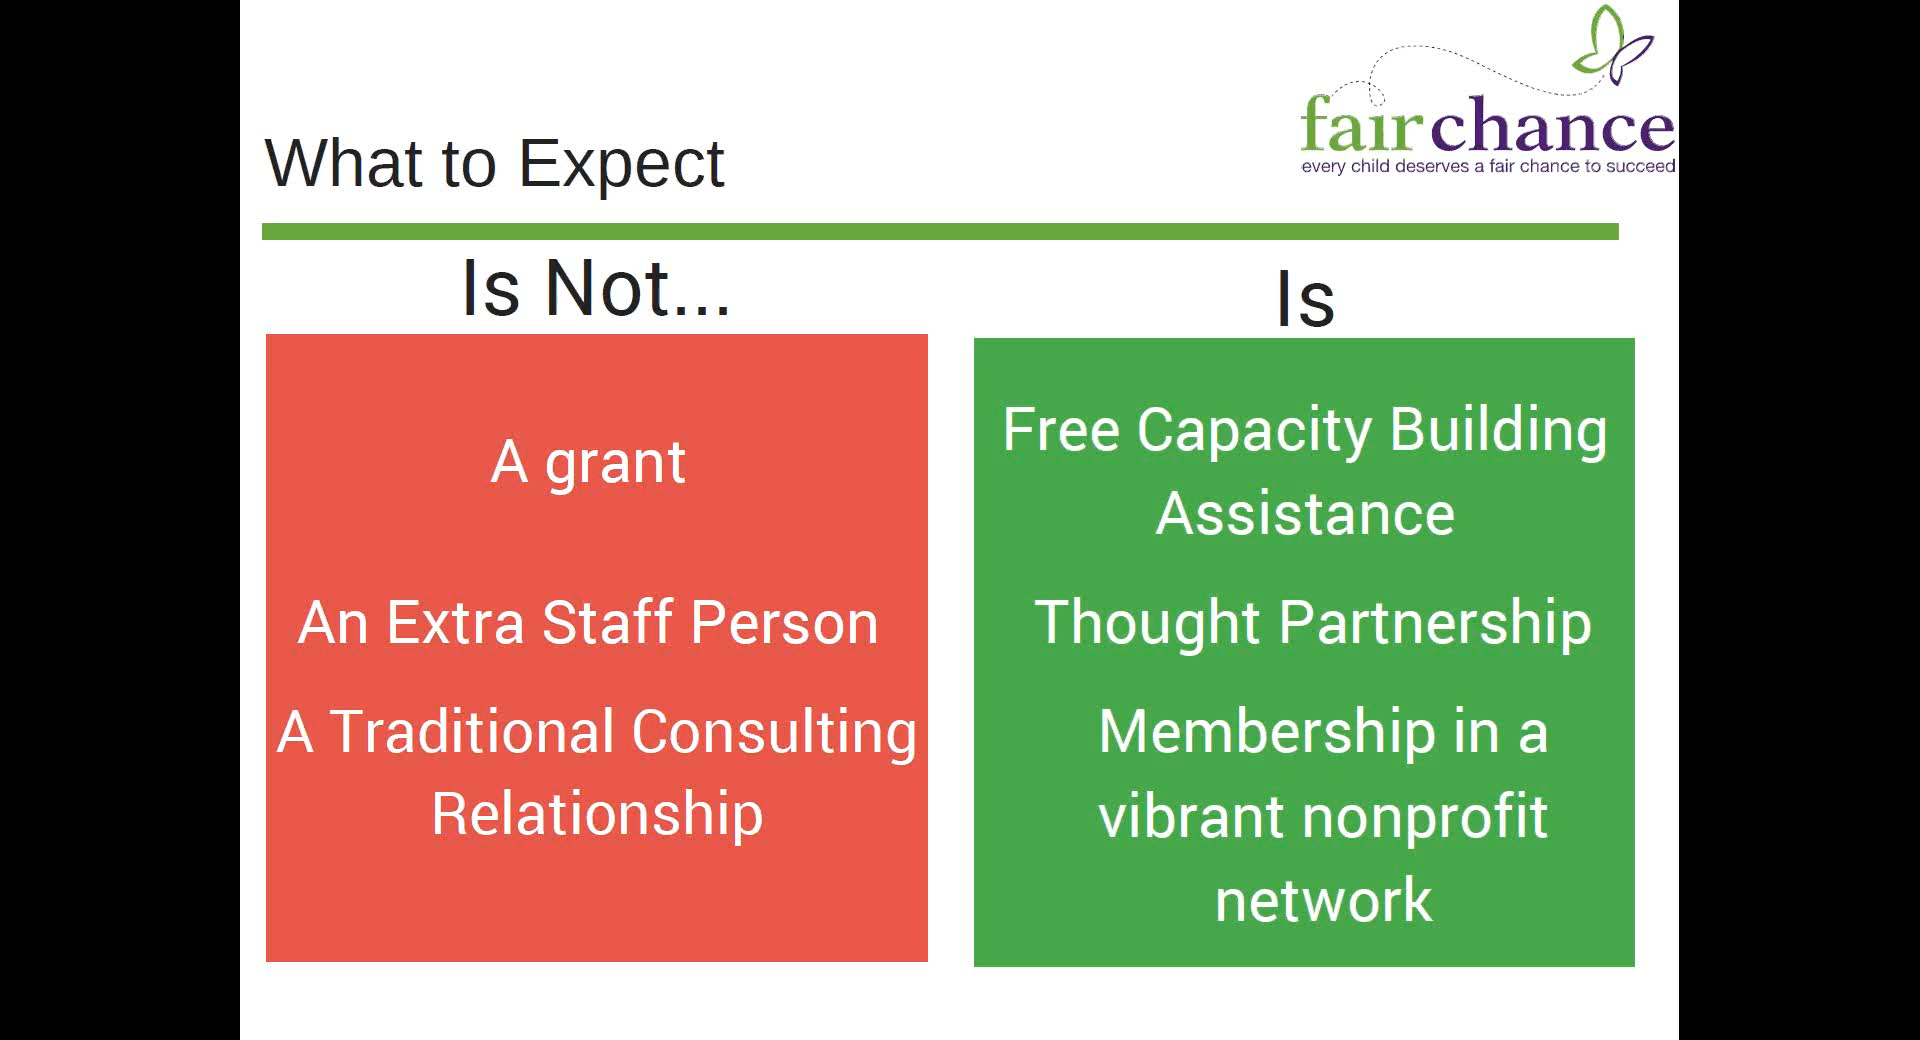 fairchance
every child deserves a fair chance to succeed
What to Expect
Is Not...
A grant
An Extra Staff Person
A Traditional Consulting
Relationship
Is
Free Capacity Building
Assistance
Thought Partnership
Membership in a
vibrant nonprofit
network